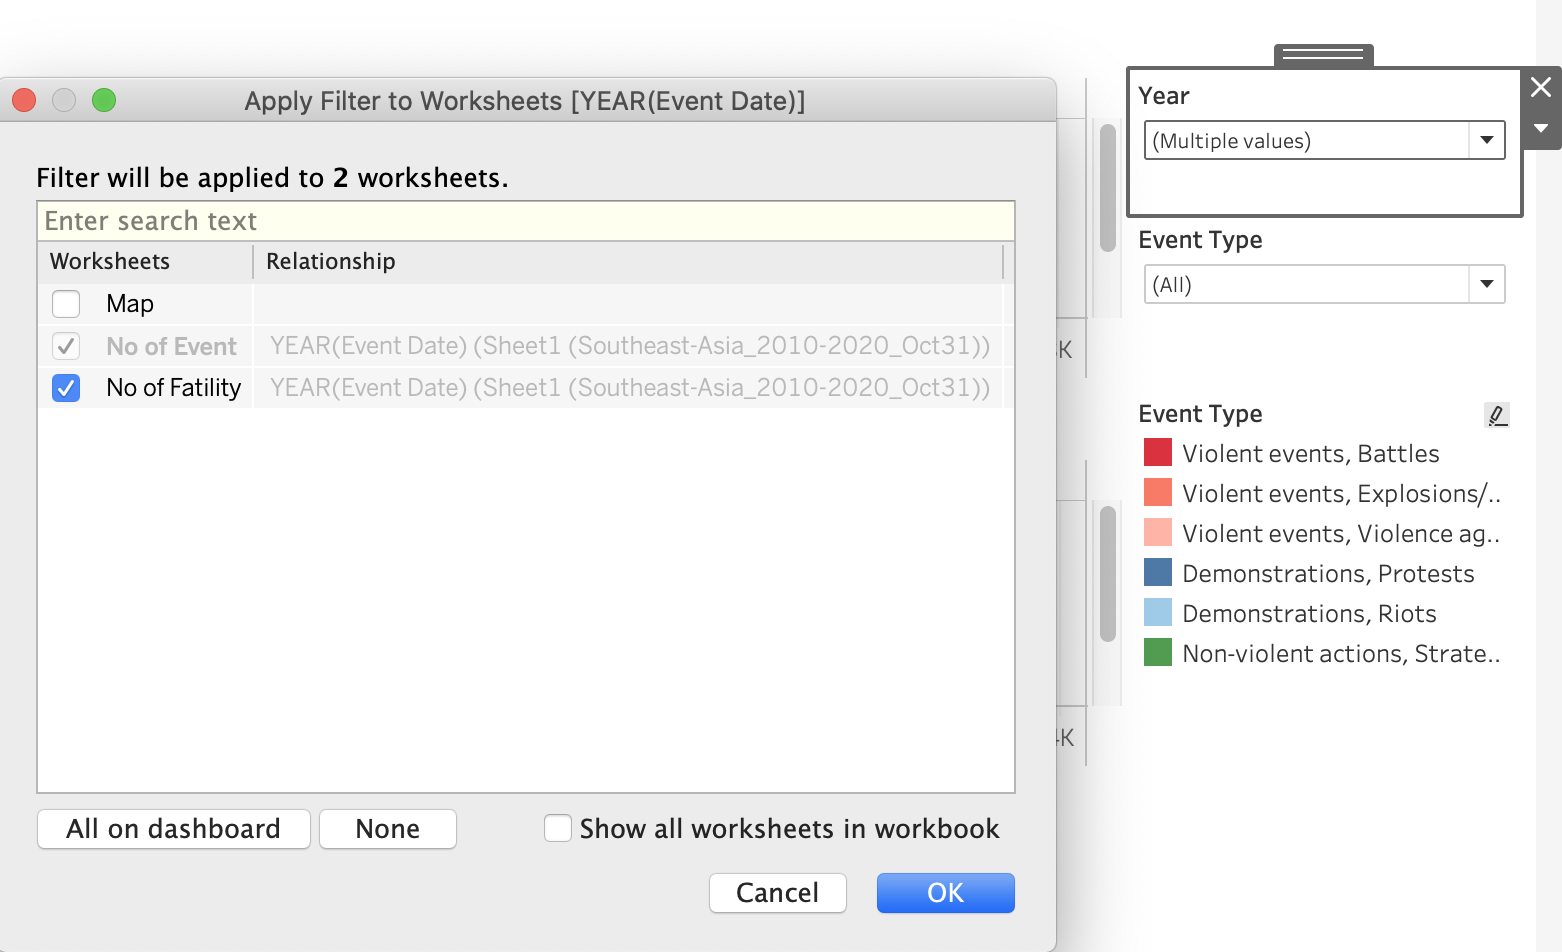 Apply Filter to Worksheets [YEAR(Event Date)]
Filter will be applied to 2 worksheets.
Enter search text
Worksheets Relationship
Map
No of Event YEAR(Event Date) (Sheet1 (Southeast-Asia_2010-2020_Oct31))
No of Fatility YEAR(Event Date) (Sheet1 (Southeast-Asia_2010-2020_Oct31))
All on dashboard None Show all worksheets in workbook
Cancel OK
K
K
Year
(Multiple values)
Event Type
(All)
Event Type
Violent events, Battles
Violent events, Explosions/..
Violent events, Violence ag..
Demonstrations, Protests
Demonstrations, Riots
Non-violent actions, Strate..